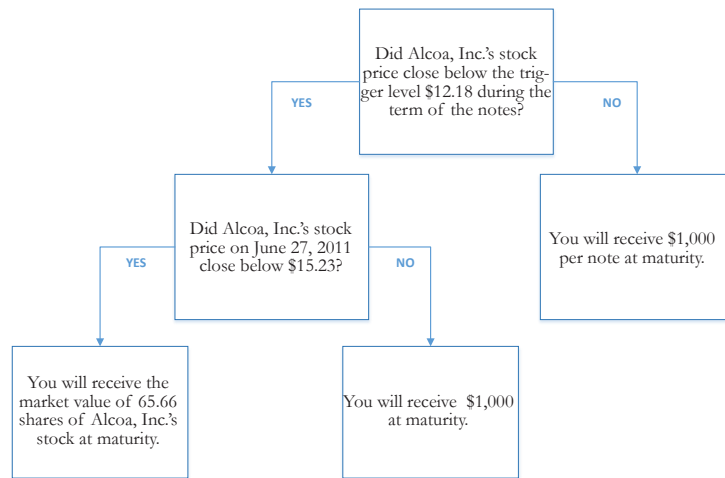 Did Alcoa, Inc.'s stock
price close below the trig-
ger level $12.18 during the
term of the notes?
YES
NO
Did Alcoa, Inc.'s stock
price on June 27, 2011
close below $15.23?
You will receive $1,000
per note at maturity.
YES
NO
You will receive the
market value of 65.66
shares of Alcoa, Inc.'s
stock at maturity.
You will receive $1,000
at maturity.